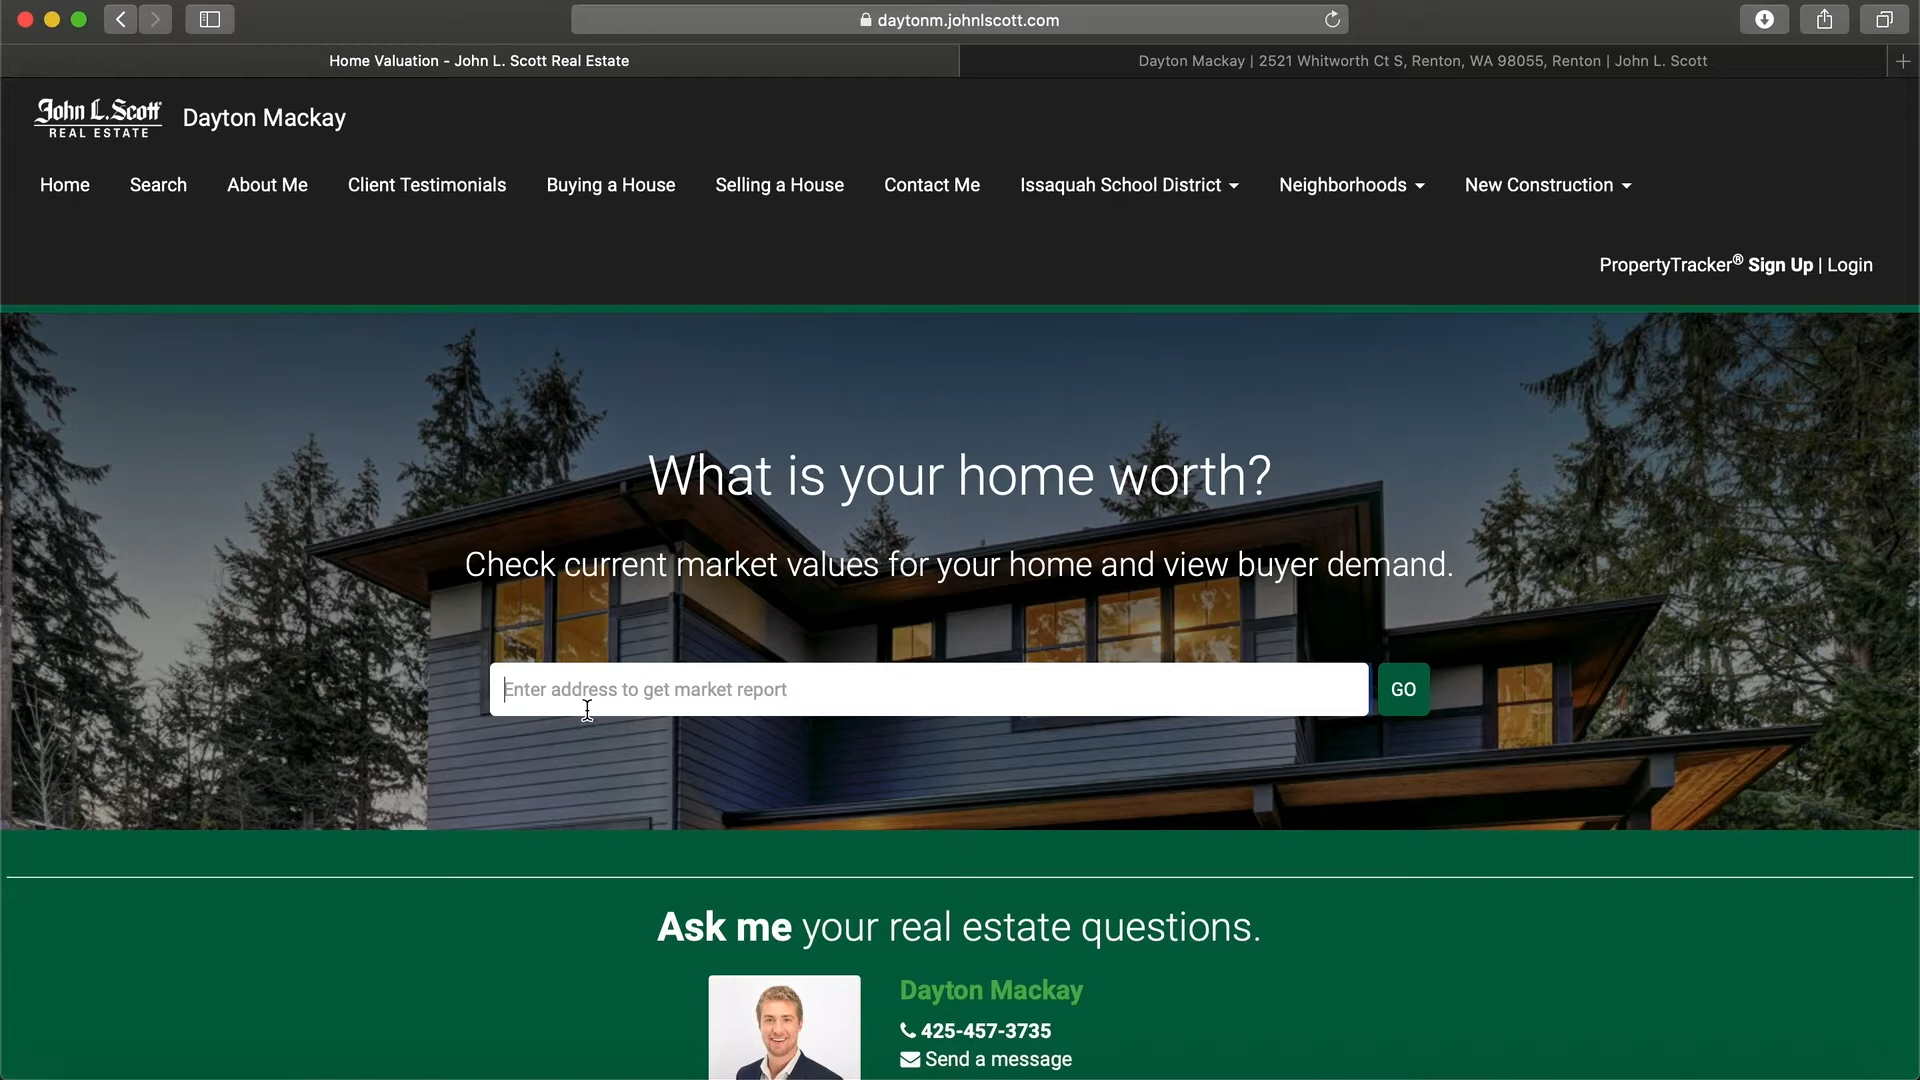 daytonm.johnlscott.com
Home Valuation - John L. Scott Real Estate
Dayton Mackay | 2521 Whitworth Ct S, Renton, WA 98055, Renton | John L. Scott
John L. Scott
REAL ESTATE
Dayton Mackay
Home Search About Me Client Testimonials Buying a House Selling a House Contact Me Issaquah School District Neighborhoods New Construction
PropertyTracker® Sign Up | Login
What is your home worth?
Check current market values for your home and view buyer demand.
Enter address to get market report GO
Ask me your real estate questions.
Dayton Mackay
425-457-3735
Send a message